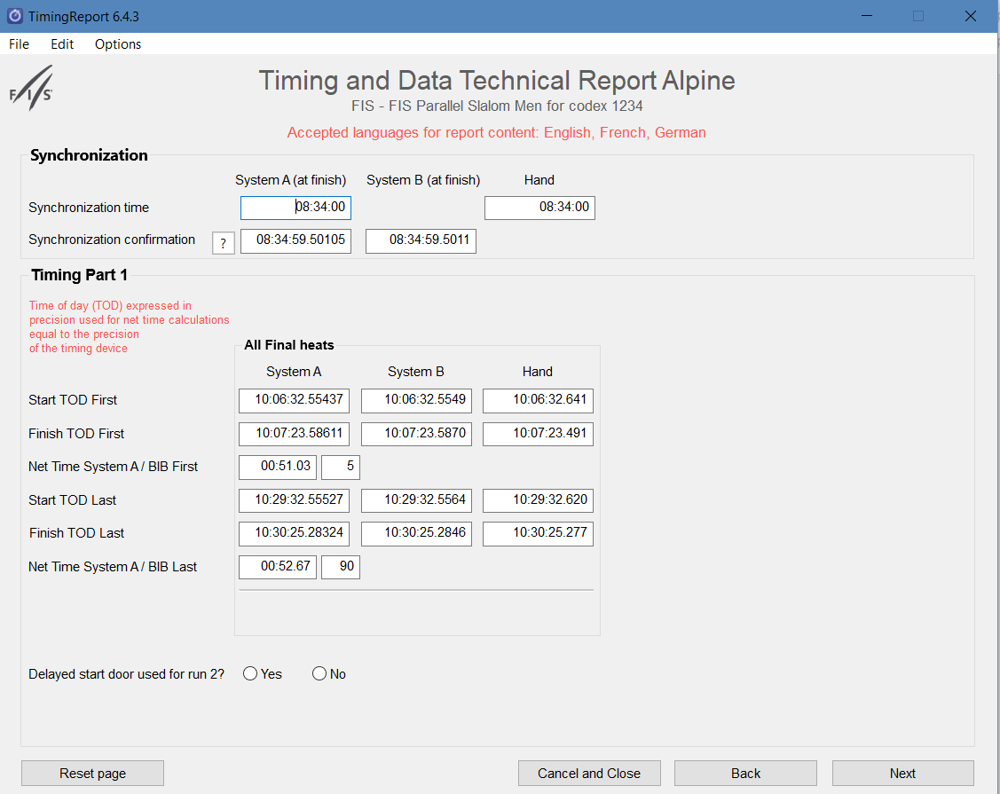 TimingReport 6.4.3
File Edit Options
FIS
Timing and Data Technical Report Alpine
FIS - FIS Parallel Slalom Men for codex 1234
Accepted languages for report content: English, French, German
Synchronization
System A (at finish) System B (at finish) Hand
Synchronization time 08:34:00 08:34:00
Synchronization confirmation ? 08:34:59.50105 08:34:59.5011
Timing Part 1
Time of day (TOD) expressed in
precision used for net time calculations
equal to the precision
of the timing device
All Final heats
System A System B Hand
Start TOD First 10:06:32.55437 10:06:32.5549 10:06:32.641
Finish TOD First 10:07:23.58611 10:07:23.5870 10:07:23.491
Net Time System A / BIB First 00:51.03 5
Start TOD Last 10:29:32.55527 10:29:32.5564 10:29:32.620
Finish TOD Last 10:30:25.28324 10:30:25.2846 10:30:25.277
Net Time System A / BIB Last 00:52.67 90
Delayed start door used for run 2? Yes No
Reset page Cancel and Close Back Next